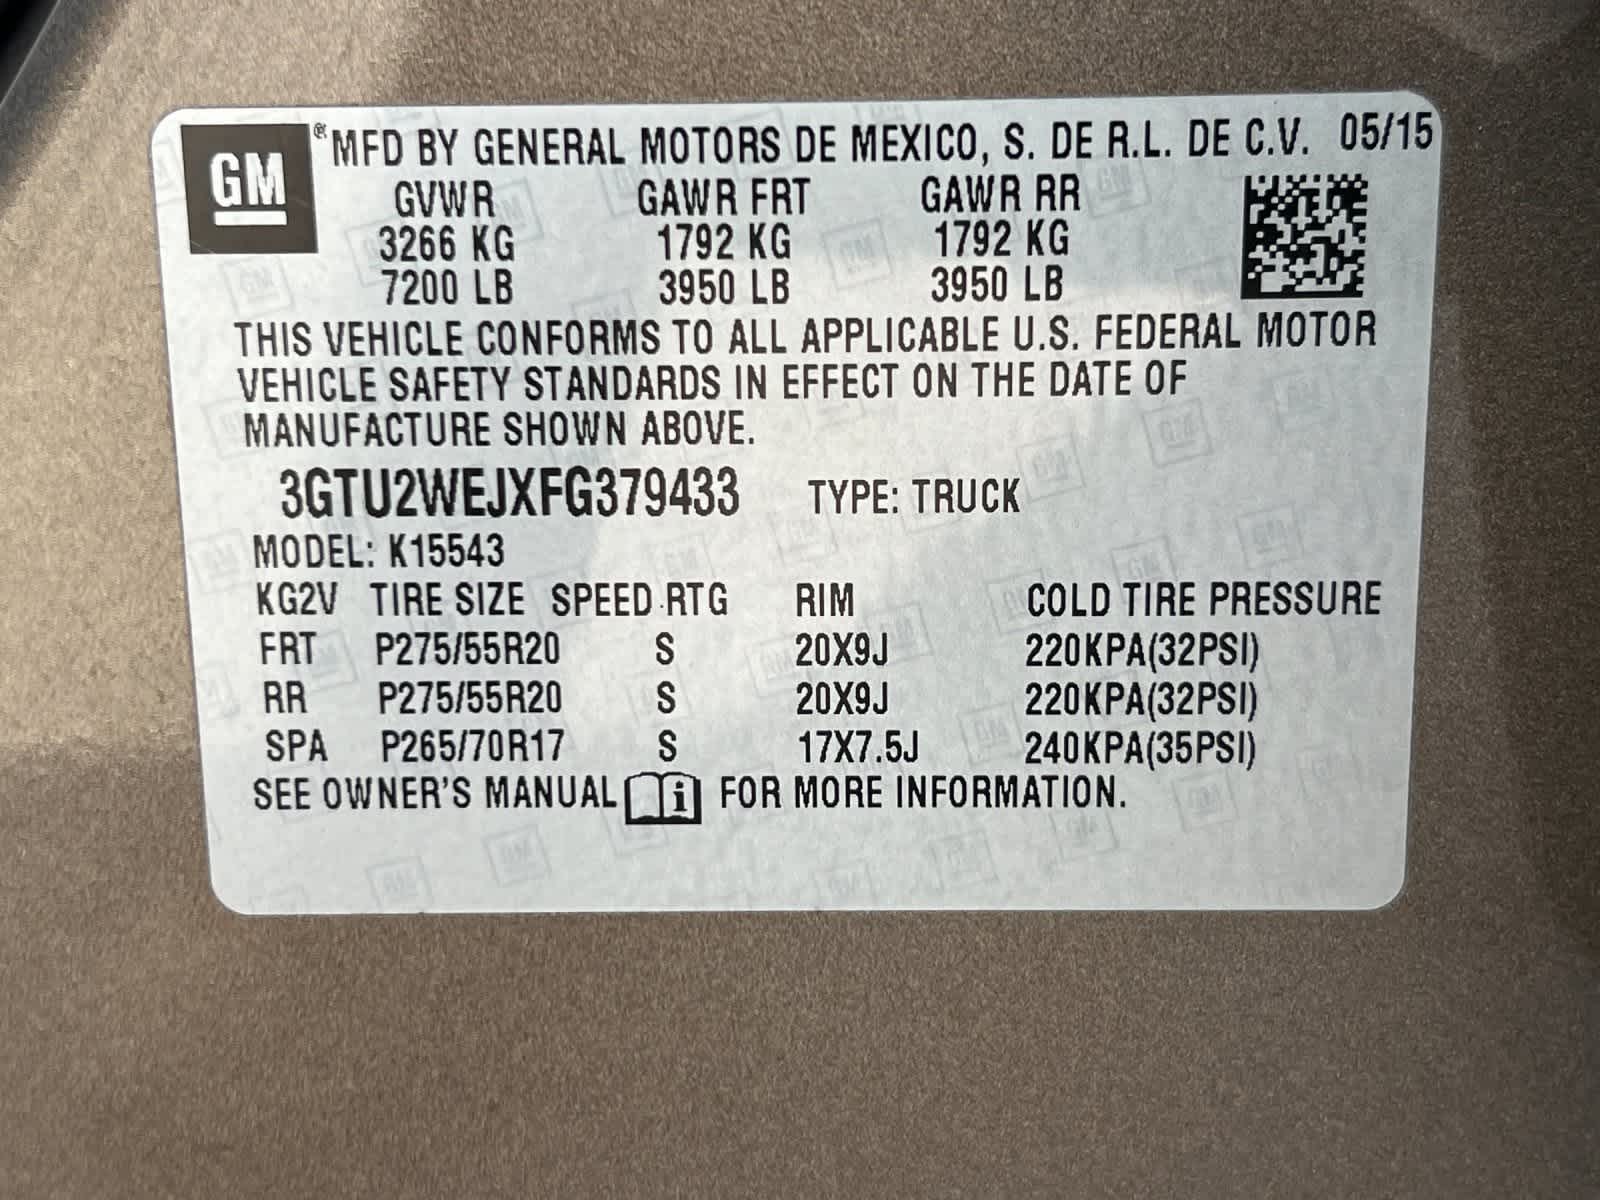 GM ® MFD BY GENERAL MOTORS DE MEXICO, S. DE R.L. DE C.V. 05/15
GVWR GAWR FRT GAWR RR
3266 KG 1792 KG 1792 KG
7200 LB 3950 LB 3950 LB
THIS VEHICLE CONFORMS TO ALL APPLICABLE U.S. FEDERAL MOTOR
VEHICLE SAFETY STANDARDS IN EFFECT ON THE DATE OF
MANUFACTURE SHOWN ABOVE.
3GTU2WEJXFG379433 TYPE: TRUCK
MODEL: K15543
KG2V TIRE SIZE SPEED RTG RIM COLD TIRE PRESSURE
FRT P275/55R20 S 20X9J 220KPA(32PSI)
RR P275/55R20 S 20X9J 220KPA(32PSI)
SPA P265/70R17 S 17X7.5J 240KPA(35PSI)
SEE OWNER'S MANUAL i FOR MORE INFORMATION.